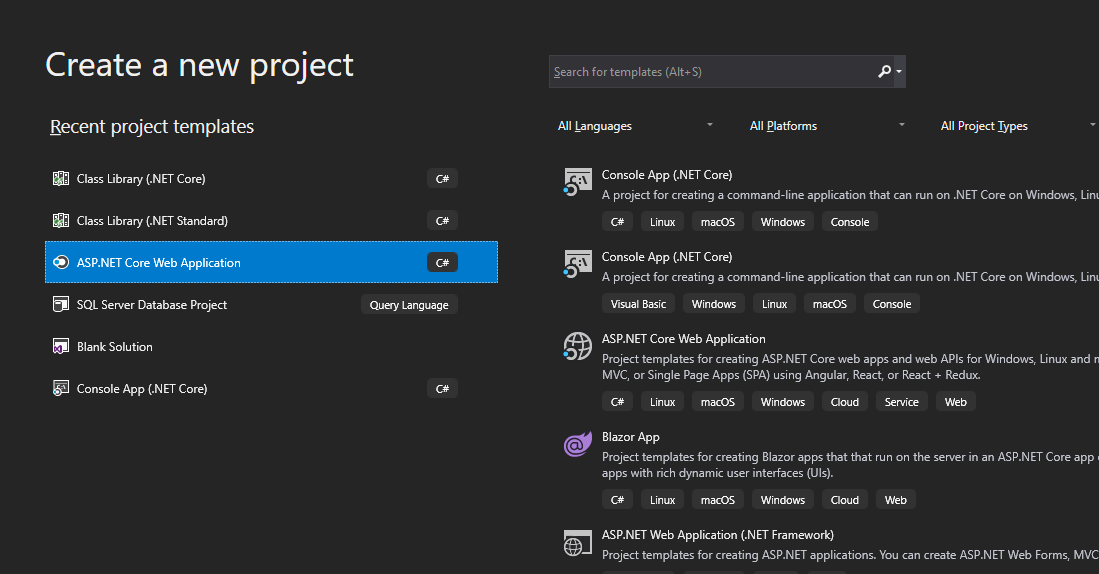 Create a new project
Recent project templates
Class Library (.NET Core) C#
Class Library (.NET Standard) C#
ASP.NET Core Web Application C#
SQL Server Database Project Query Language
Blank Solution
Console App (.NET Core) C#
Search for templates (Alt+S)
All Languages All Platforms All Project Types
Console App (.NET Core)
A project for creating a command-line application that can run on .NET Core on Windows,
C# Linux macOS Windows Console
Console App (.NET Core)
A project for creating a command-line application that can run on .NET Core on Windows,
Visual Basic Windows Linux macOS Console
ASP.NET Core Web Application
Project templates for creating ASP.NET Core web apps and web APIs for Windows, Linux and
MVC, or Single Page Apps (SPA) using Angular, React, or React + Redux.
C# Linux macOS Windows Cloud Service Web
Blazor App
Project templates for creating Blazor apps that that run on the server in an ASP.NET Core app
apps with rich dynamic user interfaces (UIs).
C# Linux macOS Windows Cloud Web
ASP.NET Web Application (.NET Framework)
Project templates for creating ASP.NET applications. You can create ASP.NET Web Forms, MVC